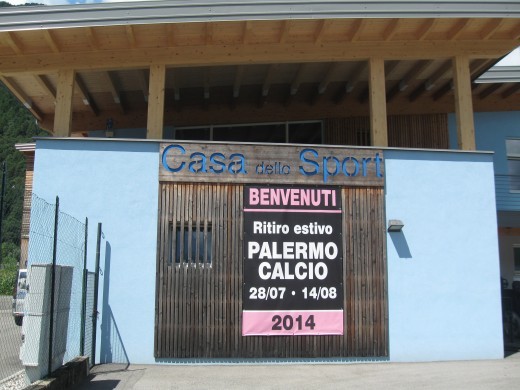 Casa dello Sport
BENVENUTI
Ritiro estivo
PALERMO
CALCIO
28/07 • 14/08
2014